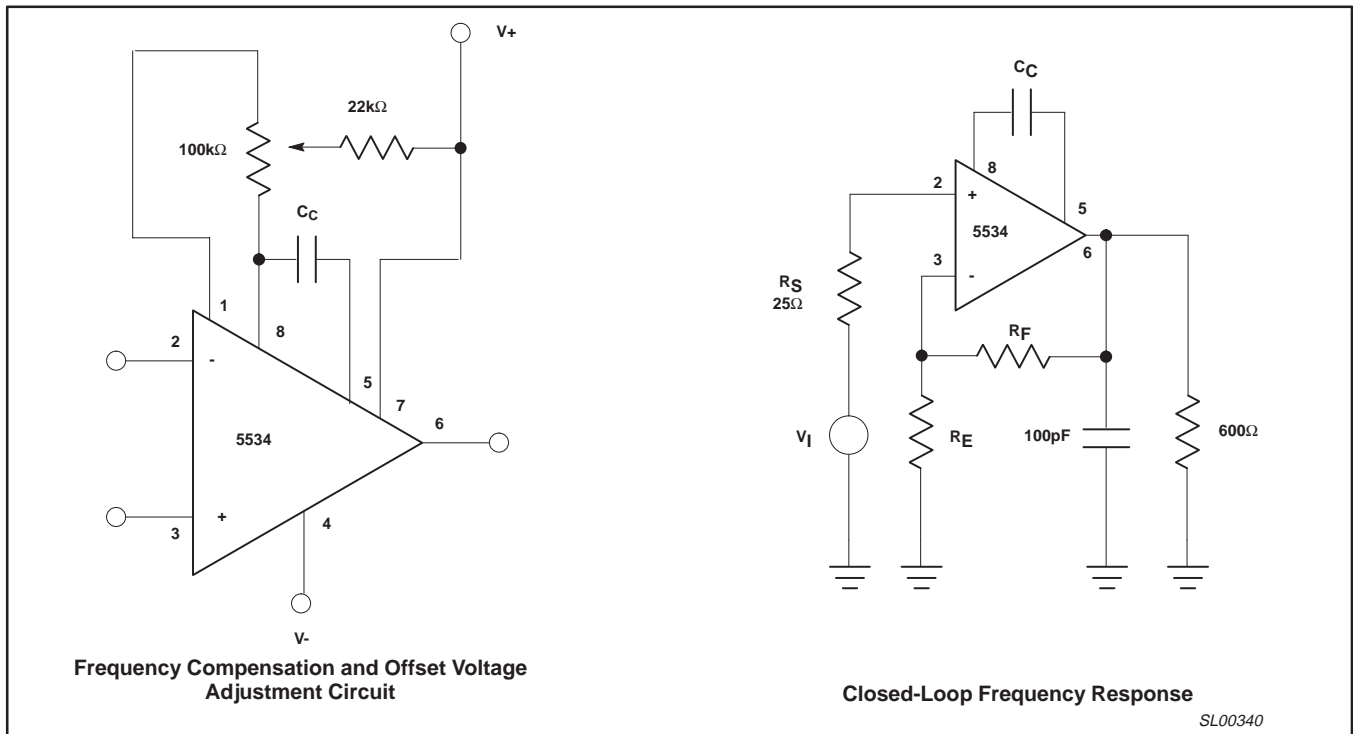 V+
22kΩ
100kΩ
CC
1
8
2
-
5
7
6
5534
+
3
4
V-
Frequency Compensation and Offset Voltage
Adjustment Circuit
CC
8
2
+
5
5534
6
3
-
RS
25Ω
RF
VI
RE
100pF
600Ω
Closed-Loop Frequency Response
SL00340